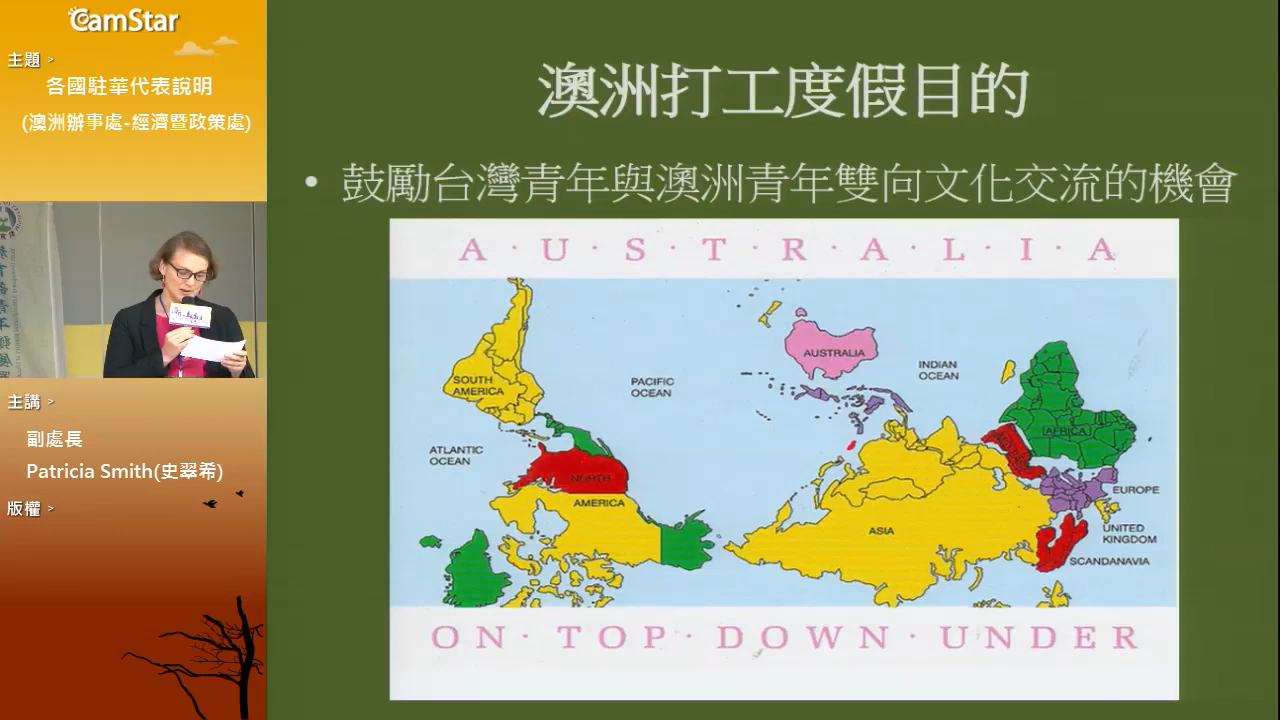 CamStar
主題 >
各國駐華代表說明
(澳洲辦事處-經濟暨政策處)
主講 >
副處長
Patricia Smith(史翠希)
版權 >
澳洲打工度假目的
• 鼓勵台灣青年與澳洲青年雙向文化交流的機會
A·U·S·T·R·A·L·I·A
SOUTH
AMERICA
PACIFIC
OCEAN
AUSTRALIA
INDIAN
OCEAN
AFRICA
ATLANTIC
OCEAN
NORTH
AMERICA
ASIA
EUROPE
UNITED
KINGDOM
SCANDANAVIA
ON·TOP·DOWN·UNDER